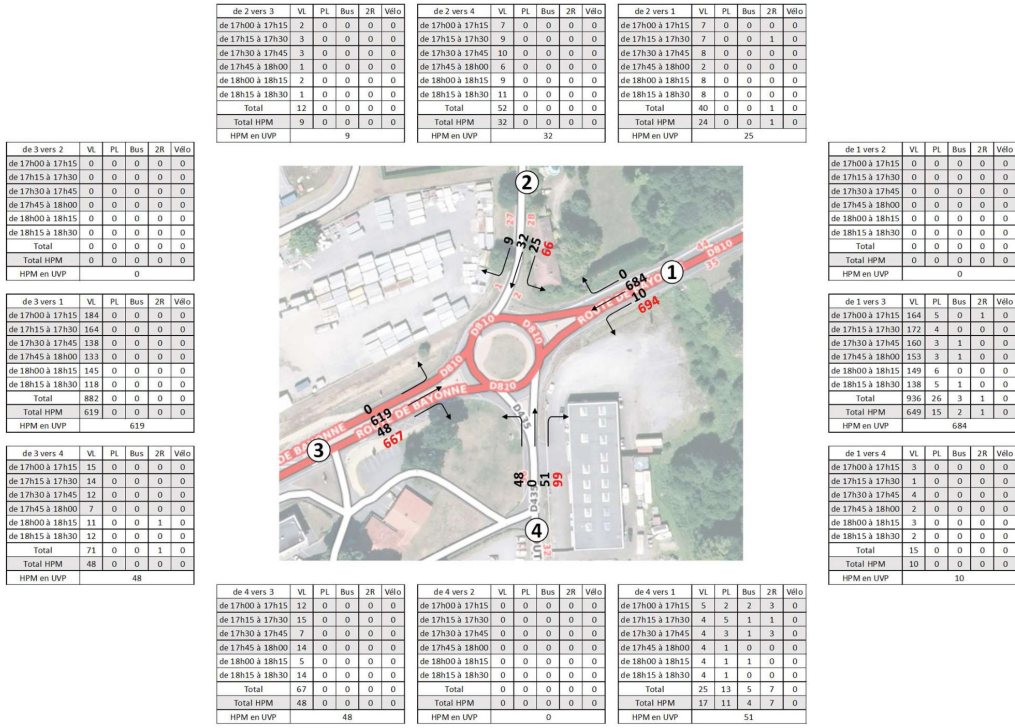 de 2 vers 3 VL PL Bus 2R Vélo
de 17h00 à 17h15 2 0 0 0 0
de 17h15 à 17h30 3 0 0 0 0
de 17h30 à 17h45 3 0 0 0 0
de 17h45 à 18h00 1 0 0 0 0
de 18h00 à 18h15 2 0 0 0 0
de 18h15 à 18h30 1 0 0 0 0
Total 12 0 0 0 0
Total HPM 9 0 0 0 0
HPM en UVP 9
de 2 vers 4 VL PL Bus 2R Vélo
de 17h00 à 17h15 7 0 0 0 0
de 17h15 à 17h30 9 0 0 0 0
de 17h30 à 17h45 10 0 0 0 0
de 17h45 à 18h00 6 0 0 0 0
de 18h00 à 18h15 9 0 0 0 0
de 18h15 à 18h30 11 0 0 0 0
Total 52 0 0 0 0
Total HPM 32 0 0 0 0
HPM en UVP 32
de 2 vers 1 VL PL Bus 2R Vélo
de 17h00 à 17h15 7 0 0 0 0
de 17h15 à 17h30 7 0 0 1 0
de 17h30 à 17h45 8 0 0 0 0
de 17h45 à 18h00 2 0 0 0 0
de 18h00 à 18h15 8 0 0 0 0
de 18h15 à 18h30 8 0 0 0 0
Total 40 0 0 1 0
Total HPM 24 0 0 1 0
HPM en UVP 25
de 3 vers 2 VL PL Bus 2R Vélo
de 17h00 à 17h15 0 0 0 0 0
de 17h15 à 17h30 0 0 0 0 0
de 17h30 à 17h45 0 0 0 0 0
de 17h45 à 18h00 0 0 0 0 0
de 18h00 à 18h15 0 0 0 0 0
de 18h15 à 18h30 0 0 0 0 0
Total 0 0 0 0 0
Total HPM 0 0 0 0 0
HPM en UVP 0
de 3 vers 1 VL PL Bus 2R Vélo
de 17h00 à 17h15 184 0 0 0 0
de 17h15 à 17h30 164 0 0 0 0
de 17h30 à 17h45 138 0 0 0 0
de 17h45 à 18h00 133 0 0 0 0
de 18h00 à 18h15 145 0 0 0 0
de 18h15 à 18h30 118 0 0 0 0
Total 882 0 0 0 0
Total HPM 619 0 0 0 0
HPM en UVP 619
de 3 vers 4 VL PL Bus 2R Vélo
de 17h00 à 17h15 15 0 0 0 0
de 17h15 à 17h30 14 0 0 0 0
de 17h30 à 17h45 12 0 0 0 0
de 17h45 à 18h00 7 0 0 0 0
de 18h00 à 18h15 11 0 0 1 0
de 18h15 à 18h30 12 0 0 0 0
Total 71 0 0 1 0
Total HPM 48 0 0 0 0
HPM en UVP 48
2
27
28
9
32
25
66
1
2
1
44
D810
35
ROUTE DE BAYONNE
0
684
10
694
D810
D810
D810
D810
D810
ROUTE DE BAYONNE
DE BAYONNE
0
619
48
667
3
D435
D435
48
0
51
99
4
32
de 1 vers 2 VL PL Bus 2R Vélo
de 17h00 à 17h15 0 0 0 0 0
de 17h15 à 17h30 0 0 0 0 0
de 17h30 à 17h45 0 0 0 0 0
de 17h45 à 18h00 0 0 0 0 0
de 18h00 à 18h15 0 0 0 0 0
de 18h15 à 18h30 0 0 0 0 0
Total 0 0 0 0 0
Total HPM 0 0 0 0 0
HPM en UVP 0
de 1 vers 3 VL PL Bus 2R Vélo
de 17h00 à 17h15 164 5 0 1 0
de 17h15 à 17h30 172 4 0 0 0
de 17h30 à 17h45 160 3 1 0 0
de 17h45 à 18h00 153 3 1 0 0
de 18h00 à 18h15 149 6 0 0 0
de 18h15 à 18h30 138 5 1 0 0
Total 936 26 3 1 0
Total HPM 649 15 2 1 0
HPM en UVP 684
de 1 vers 4 VL PL Bus 2R Vélo
de 17h00 à 17h15 3 0 0 0 0
de 17h15 à 17h30 1 0 0 0 0
de 17h30 à 17h45 4 0 0 0 0
de 17h45 à 18h00 2 0 0 0 0
de 18h00 à 18h15 3 0 0 0 0
de 18h15 à 18h30 2 0 0 0 0
Total 15 0 0 0 0
Total HPM 10 0 0 0 0
HPM en UVP 10
de 4 vers 3 VL PL Bus 2R Vélo
de 17h00 à 17h15 12 0 0 0 0
de 17h15 à 17h30 15 0 0 0 0
de 17h30 à 17h45 7 0 0 0 0
de 17h45 à 18h00 14 0 0 0 0
de 18h00 à 18h15 5 0 0 0 0
de 18h15 à 18h30 14 0 0 0 0
Total 67 0 0 0 0
Total HPM 48 0 0 0 0
HPM en UVP 48
de 4 vers 2 VL PL Bus 2R Vélo
de 17h00 à 17h15 0 0 0 0 0
de 17h15 à 17h30 0 0 0 0 0
de 17h30 à 17h45 0 0 0 0 0
de 17h45 à 18h00 0 0 0 0 0
de 18h00 à 18h15 0 0 0 0 0
de 18h15 à 18h30 0 0 0 0 0
Total 0 0 0 0 0
Total HPM 0 0 0 0 0
HPM en UVP 0
de 4 vers 1 VL PL Bus 2R Vélo
de 17h00 à 17h15 5 2 2 3 0
de 17h15 à 17h30 4 5 1 1 0
de 17h30 à 17h45 4 3 1 3 0
de 17h45 à 18h00 4 1 0 0 0
de 18h00 à 18h15 4 1 1 0 0
de 18h15 à 18h30 4 1 0 0 0
Total 25 13 5 7 0
Total HPM 17 11 4 7 0
HPM en UVP 51